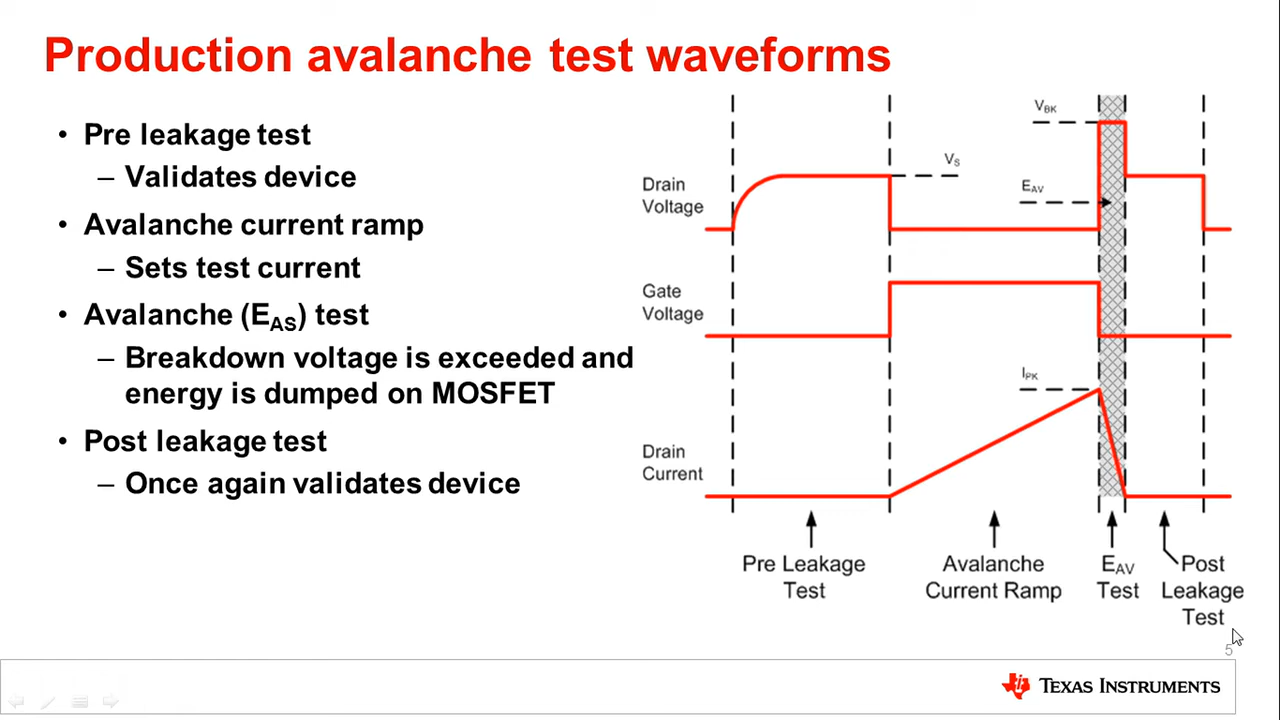 Production avalanche test waveforms
• Pre leakage test
– Validates device
• Avalanche current ramp
– Sets test current
• Avalanche (EAS) test
– Breakdown voltage is exceeded and
energy is dumped on MOSFET
• Post leakage test
– Once again validates device
VBK
VS
Drain
Voltage
EAV
Gate
Voltage
IPK
Drain
Current
Pre Leakage
Test
Avalanche
Current Ramp
EAV
Test
Post
Leakage
Test
5
TEXAS INSTRUMENTS